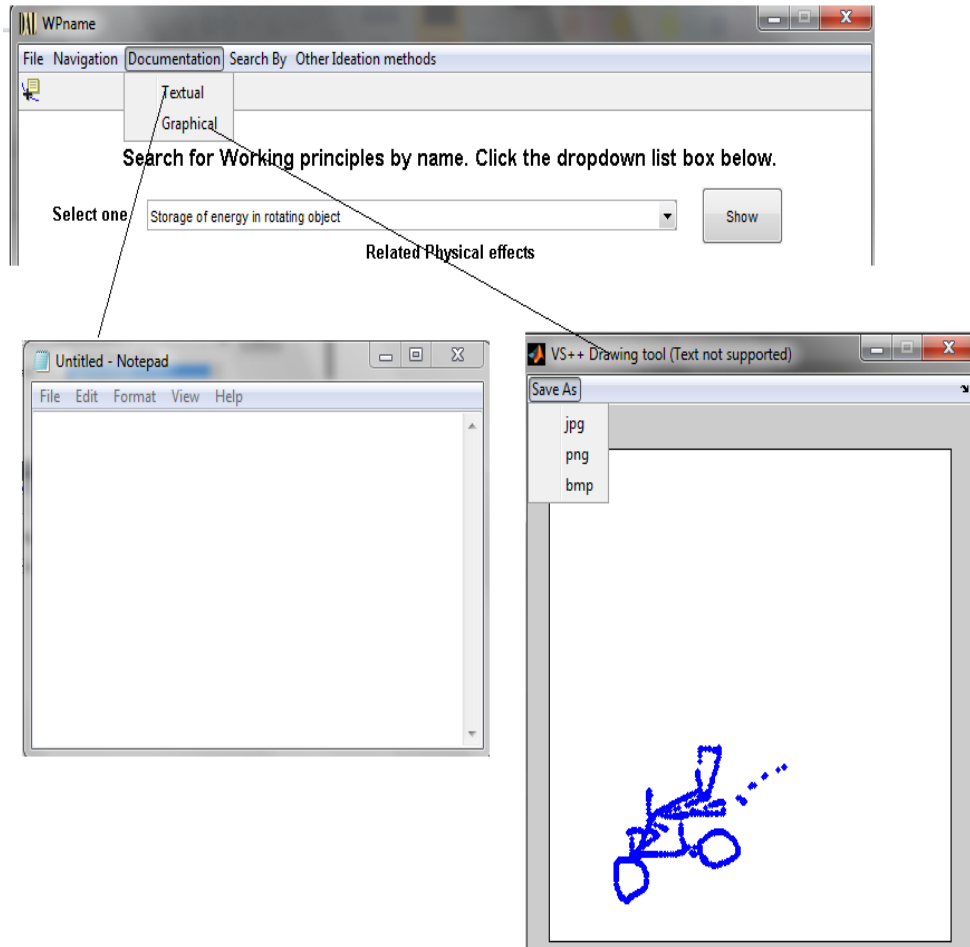 WPname
File Navigation Documentation Search By Other Ideation methods
Textual
Graphical
Search for Working principles by name. Click the dropdown list box below.
Select one Storage of energy in rotating object Show
Related Physical effects
Untitled - Notepad
File Edit Format View Help
VS++ Drawing tool (Text not supported)
Save As
jpg
png
bmp